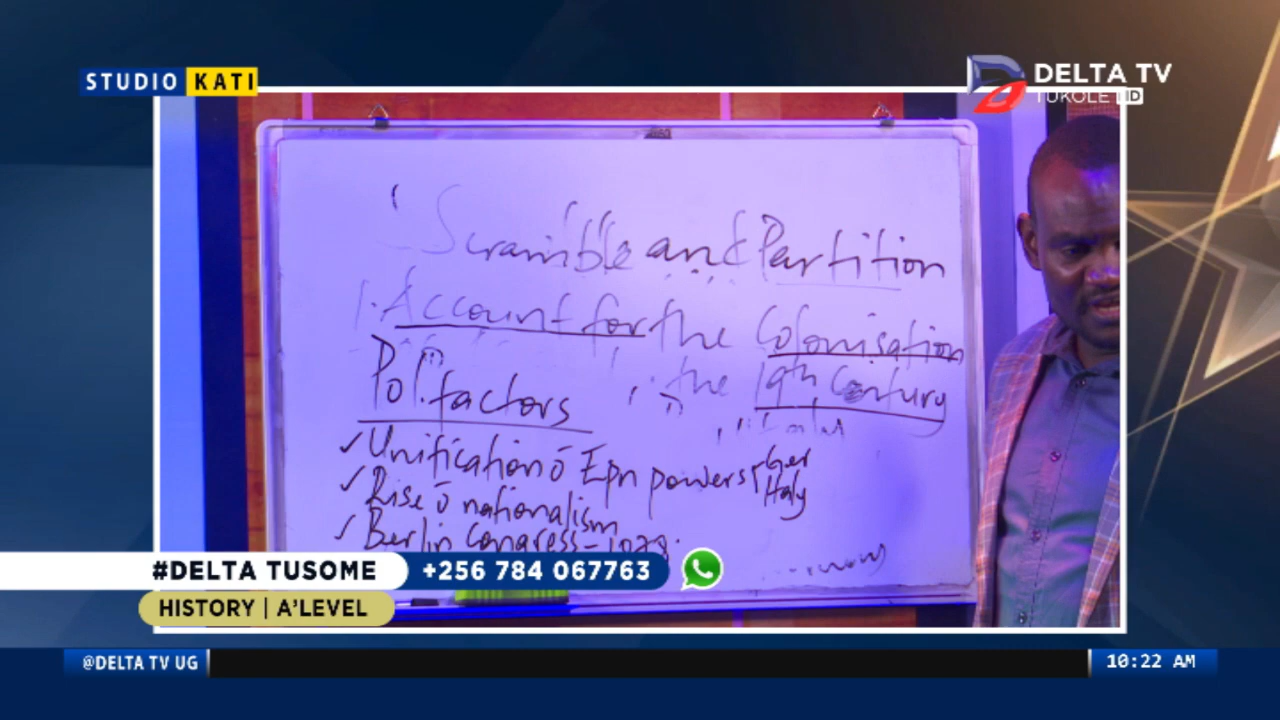 STUDIO KATI
DELTA TV
TUKOLE HD
Scramble and Partition
1. Account for the Colonisation
the 19th Century
Pol. factors
✓ Unification ō Epn powers Ger
Italy
✓ Rise ō nationalism
✓ Berlin Congress -
#DELTA TUSOME
+256 784 067763
HISTORY | A'LEVEL
@DELTA TV UG
10:22 AM